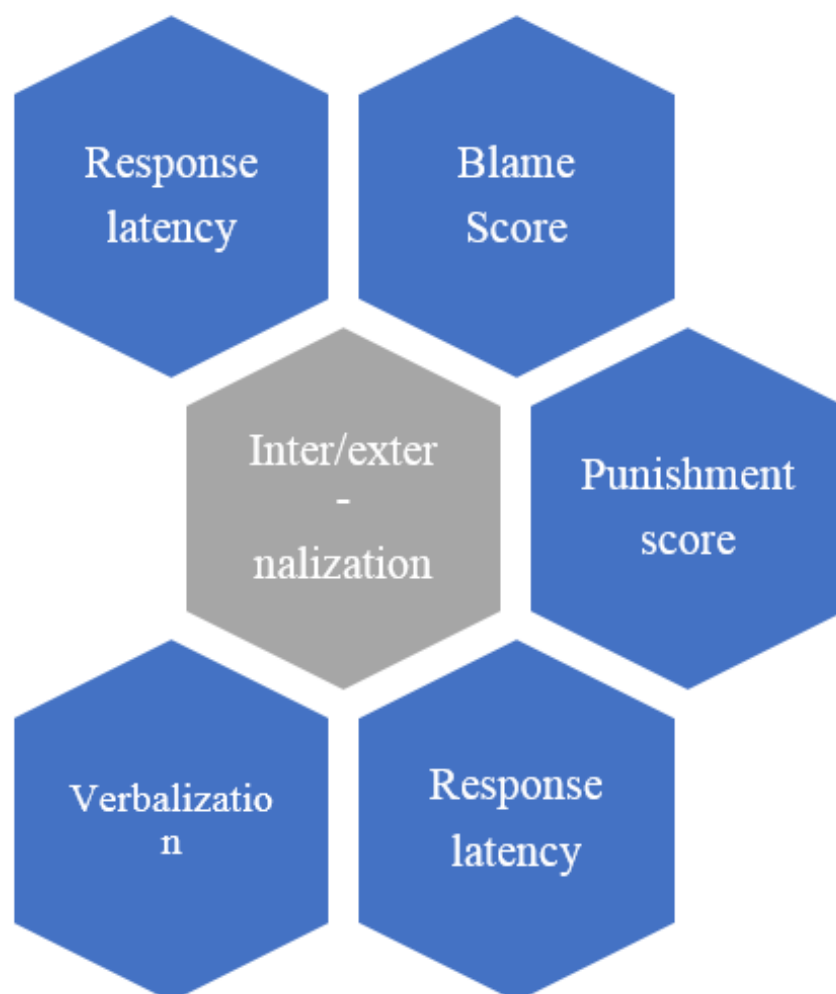 Response
latency
Blame
Score
Inter/exter
-
nalization
Punishment
score
Verbalizatio
n
Response
latency